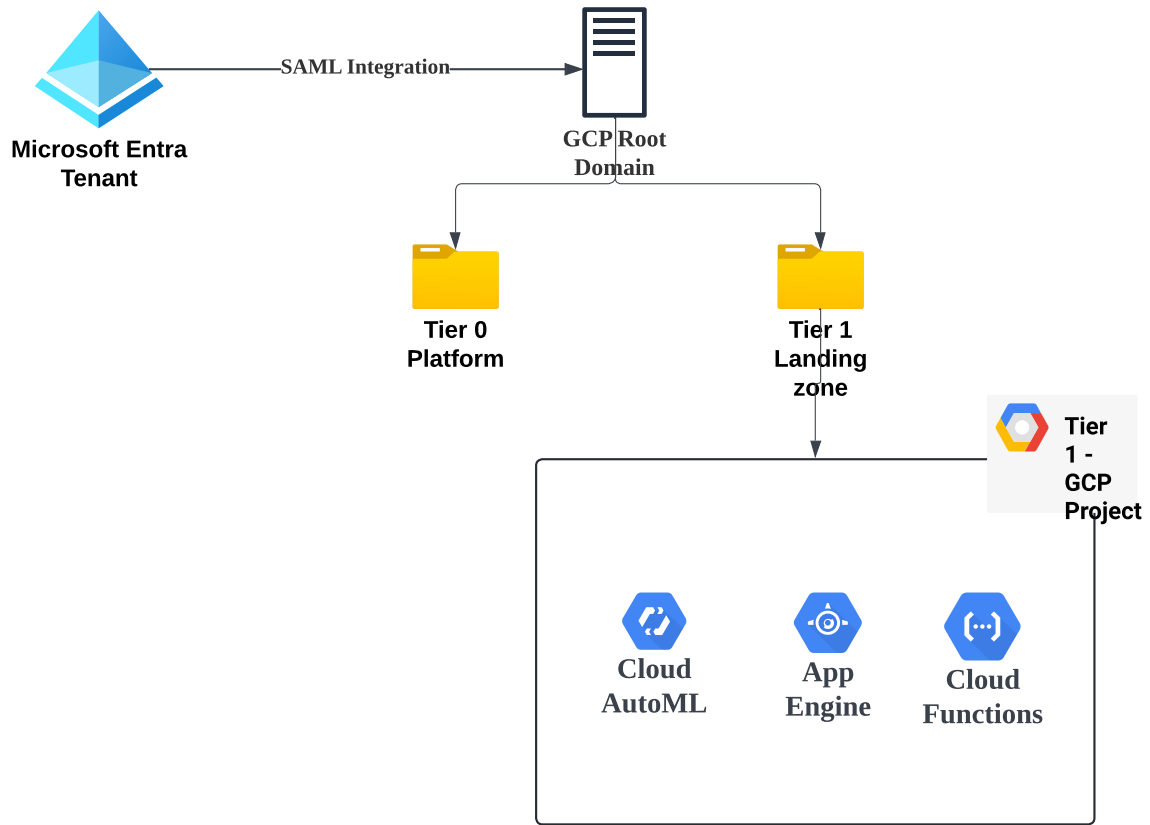 SAML Integration
Microsoft Entra
Tenant
GCP Root
Domain
Tier 0
Platform
Tier 1
Landing
zone
Tier
1 -
GCP
Project
Cloud
AutoML
App
Engine
Cloud
Functions